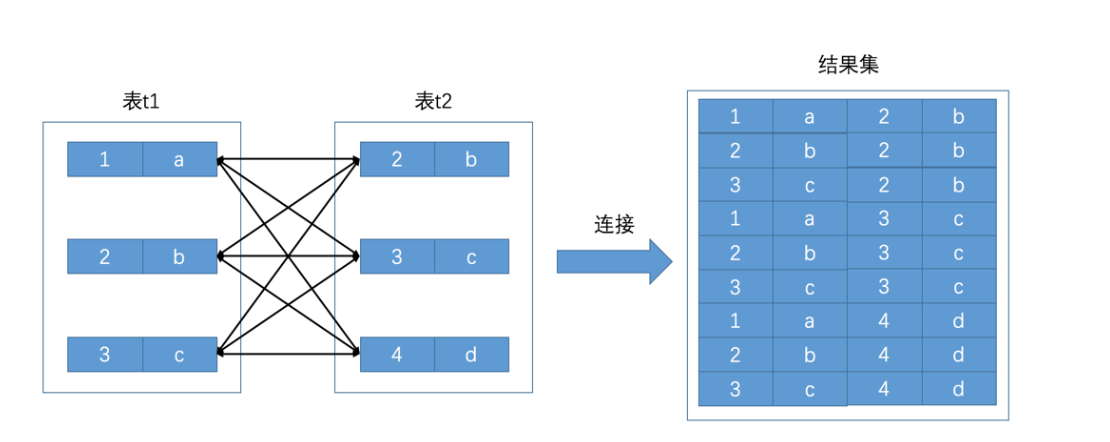 结果集
表t1
表t2
1 a 2 b
2 b 3 c
3 c 4 d
连接
1 a 2 b
2 b 2 b
3 c 2 b
1 a 3 c
2 b 3 c
3 c 3 c
1 a 4 d
2 b 4 d
3 c 4 d